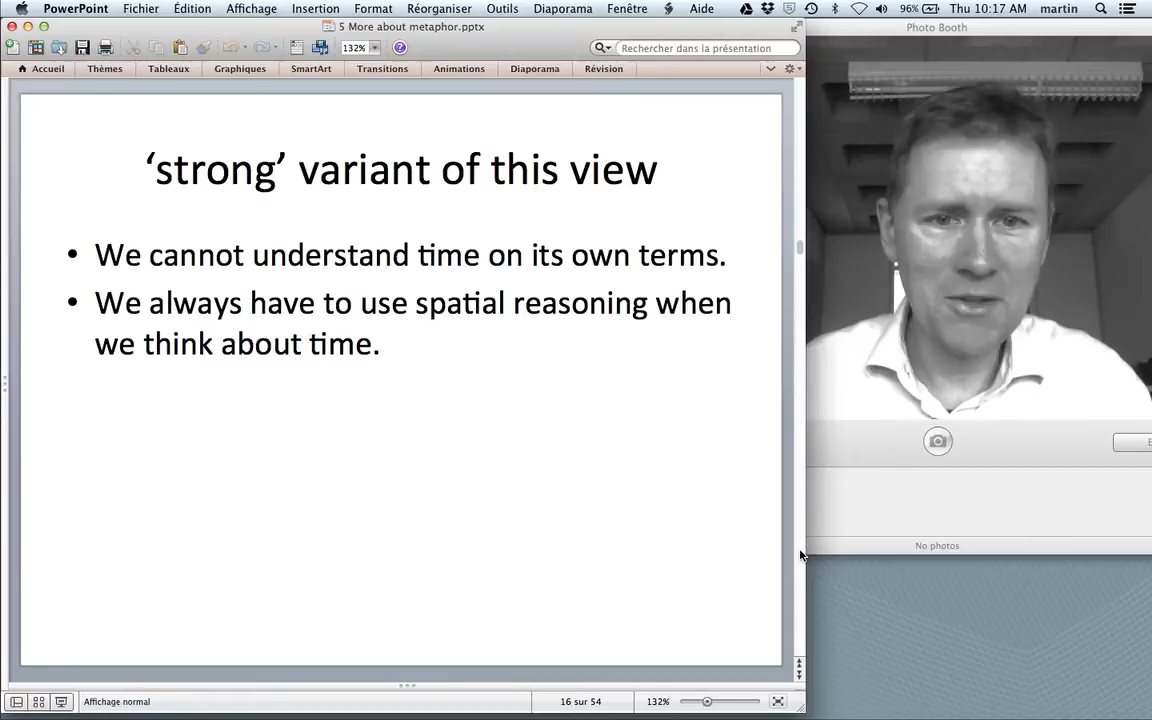 PowerPoint Fichier Édition Affichage Insertion Format Réorganiser Outils Diaporama Fenêtre Aide 96% Thu 10:17 AM martin
5 More about metaphor.pptx
Photo Booth
132% Rechercher dans la présentation
Accueil Thèmes Tableaux Graphiques SmartArt Transitions Animations Diaporama Révision
‘strong’ variant of this view
• We cannot understand time on its own terms.
• We always have to use spatial reasoning when
we think about time.
No photos
Affichage normal 16 sur 54 132%